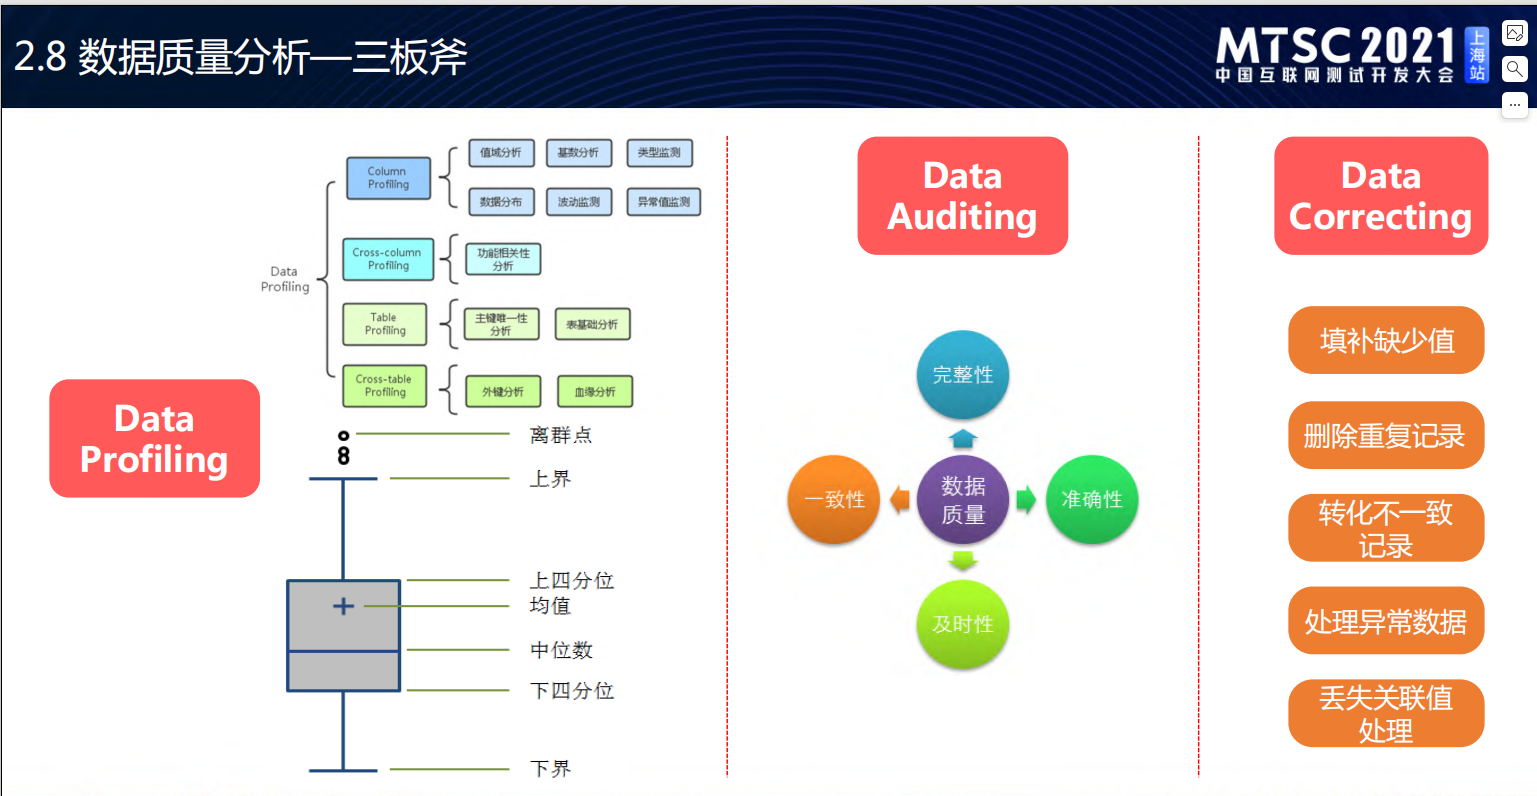 2.8 数据质量分析—三板斧
MTSC 2021
中国互联网测试开发大会
上海站
Data
Profiling
Data
Profiling
Column
Profiling
值域分析
基数分析
类型监测
数据分布
波动监测
异常值监测
Cross-column
Profiling
功能相关性
分析
Table
Profiling
主键唯一性
分析
表基础分析
Cross-table
Profiling
外键分析
血缘分析
离群点
上界
上四分位
均值
中位数
下四分位
下界
Data
Auditing
完整性
一致性
数据
质量
准确性
及时性
Data
Correcting
填补缺少值
删除重复记录
转化不一致
记录
处理异常数据
丢失关联值
处理